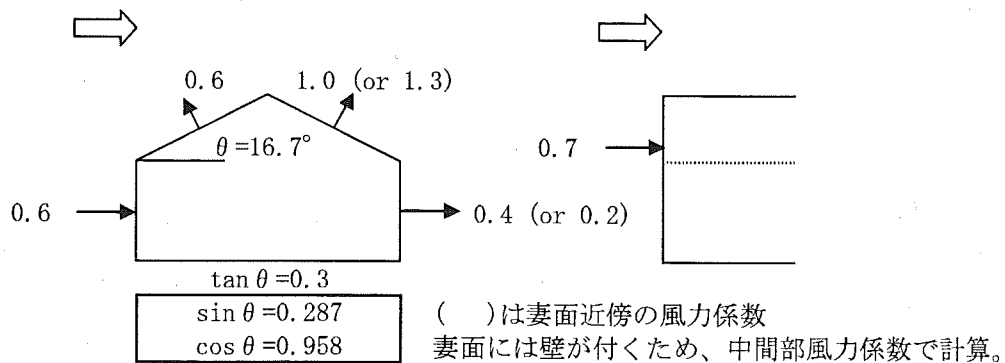 0.6
1.0 (or 1.3)
θ=16.7°
0.7
0.6
0.4 (or 0.2)
tanθ=0.3
sinθ=0.287
cosθ=0.958
(　)は妻面近傍の風力係数
妻面には壁が付くため、中間部風力係数で計算。